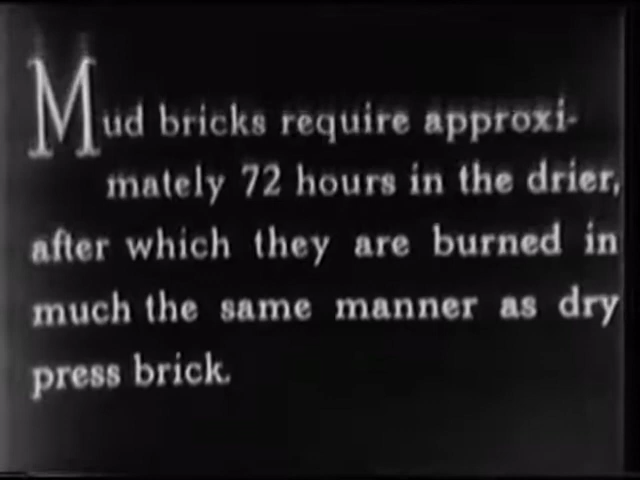 Mud bricks require approxi-
mately 72 hours in the drier,
after which they are burned in
much the same manner as dry
press brick.